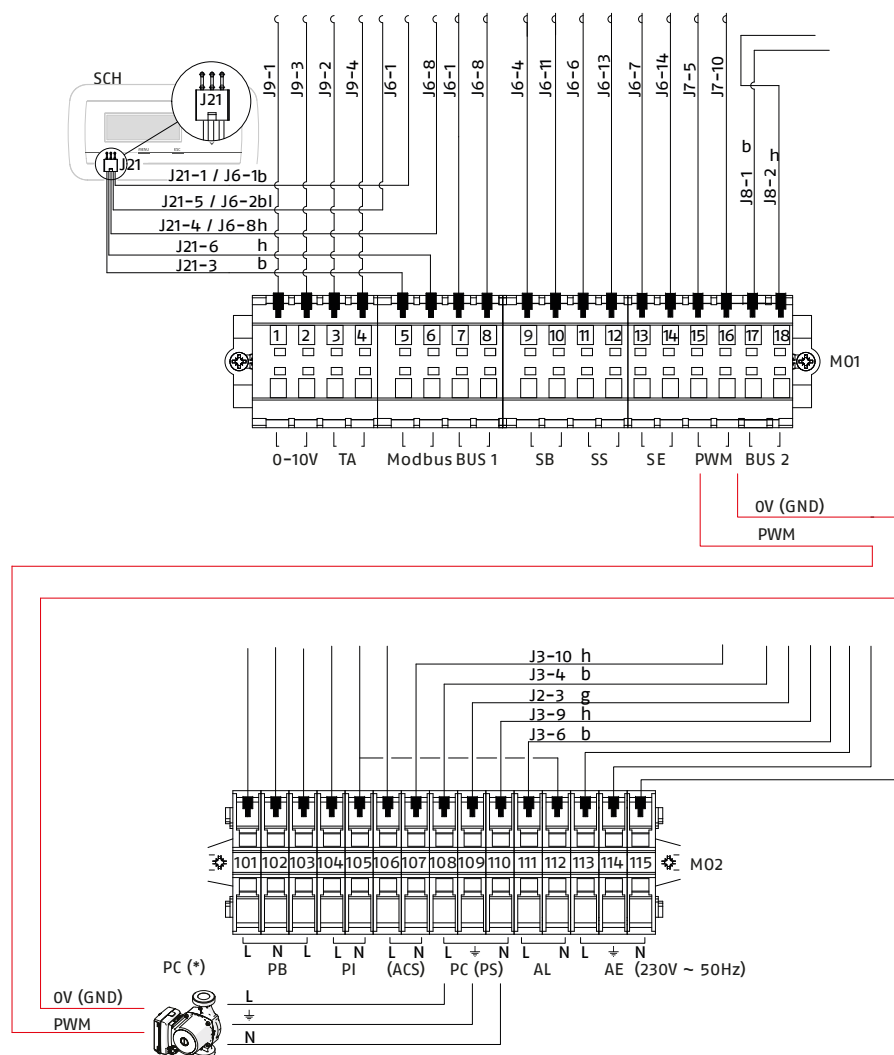 J9-1
J9-3
J9-2
J9-4
J6-1
J6-8
J6-1
J6-8
J6-4
J6-11
J6-6
J6-13
J6-7
J6-14
J7-5
J7-10
J8-1 b
J8-2 h
SCH
J21
J21
MENU ESC
J21-1 / J6-1b
J21-5 / J6-2bl
J21-4 / J6-8h
J21-6 h
J21-3 b
1 2 3 4 5 6 7 8 9 10 11 12 13 14 15 16 17 18
M01
0-10V TA Modbus BUS 1 SB SS SE PWM BUS 2
0V (GND)
PWM
J3-10 h
J3-4 b
J2-3 g
J3-9 h
J3-6 b
101 102 103 104 105 106 107 108 109 110 111 112 113 114 115
M02
L N L L N L N L N L N L N
PB PI (ACS) PC (PS) AL AE (230V ~ 50Hz)
PC (*)
0V (GND)
PWM
L
N